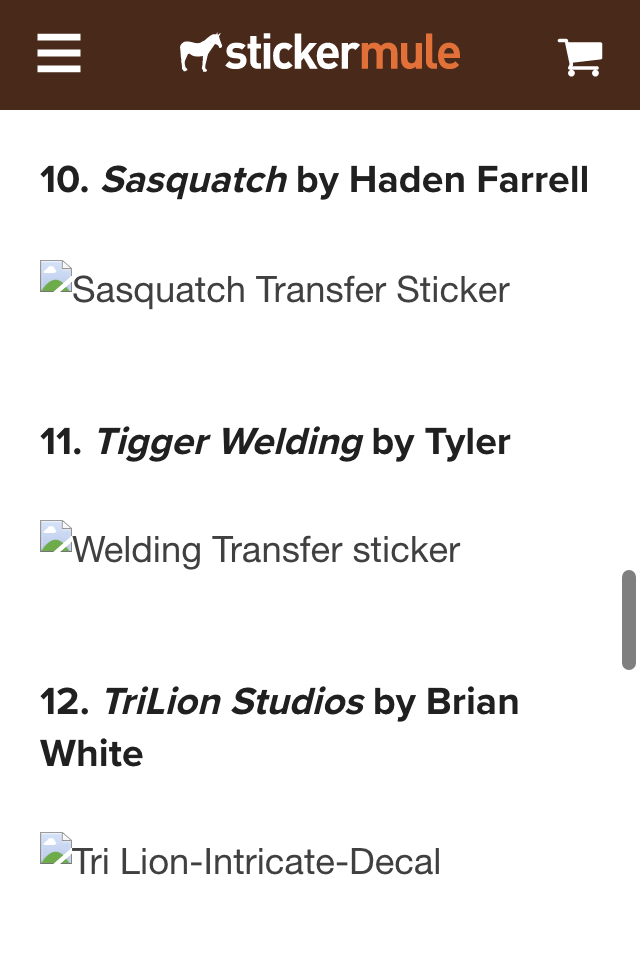 stickermule
10. Sasquatch by Haden Farrell
Sasquatch Transfer Sticker
11. Tigger Welding by Tyler
Welding Transfer sticker
12. TriLion Studios by Brian
White
Tri Lion-Intricate-Decal